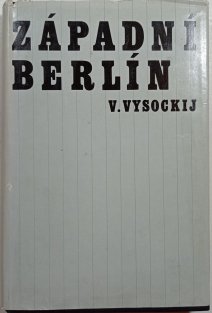 ZÁPADNÍ
BERLÍN
V. VYSOCKIJ